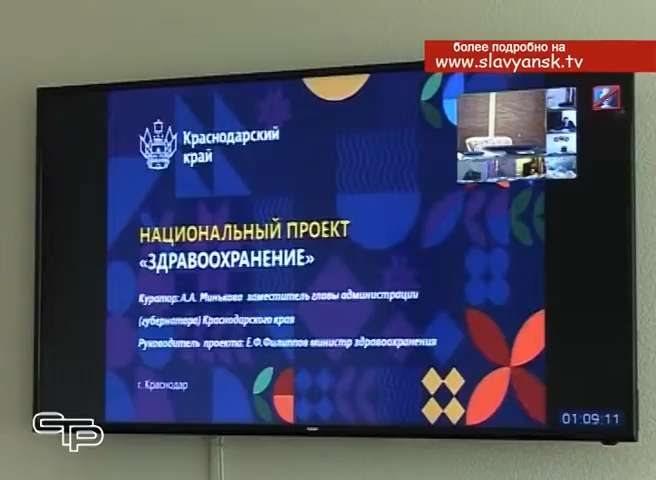 более подробно на
www.slavyansk.tv
Краснодарский
край
НАЦИОНАЛЬНЫЙ ПРОЕКТ
«ЗДРАВООХРАНЕНИЕ»
Куратор: А.А. Минькова заместитель главы администрации
(губернатора) Краснодарского края
Руководитель проекта: Е.Ф.Филиппов министр здравоохранения
г. Краснодар
01:09:11
СТР